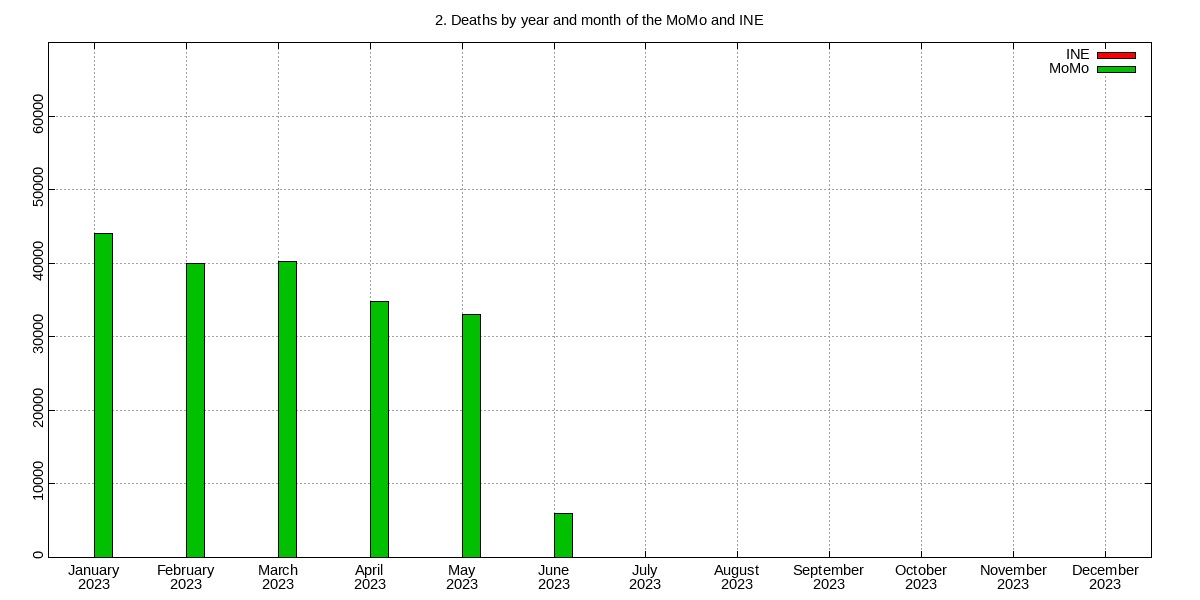 2. Deaths by year and month of the MoMo and INE
INE
MoMo
60000
50000
40000
30000
20000
10000
0
January February March April May June July August September October November December
2023 2023 2023 2023 2023 2023 2023 2023 2023 2023 2023 2023